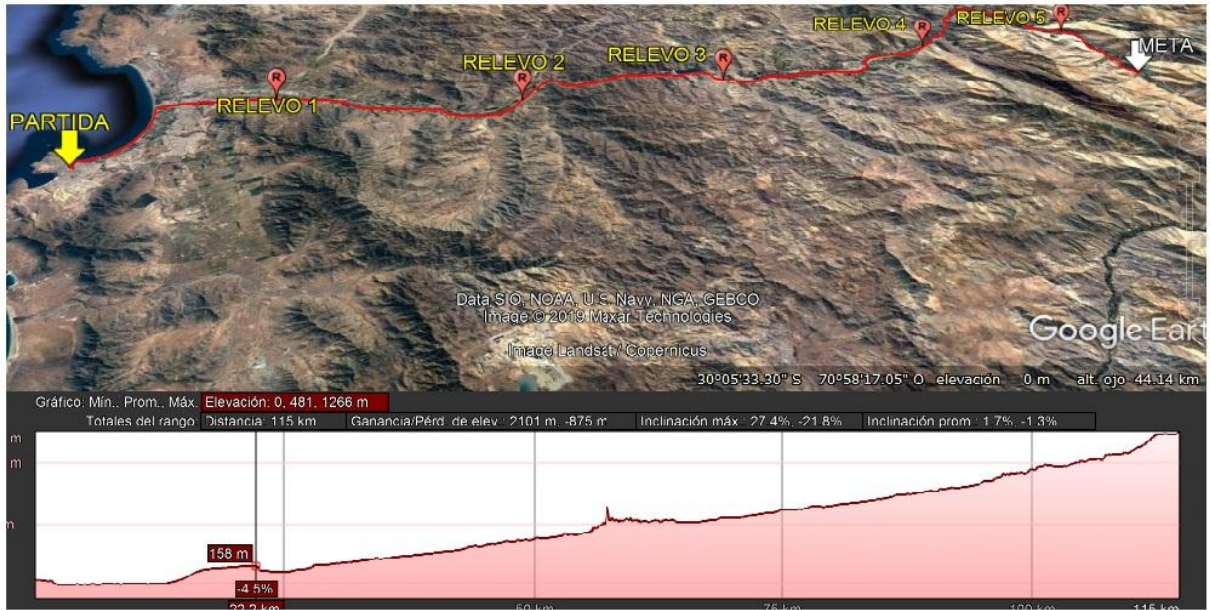 RELEVO 4
RELEVO 5
META
RELEVO 3
RELEVO 2
RELEVO 1
PARTIDA
R
R
R
R
R
Data SIO, NOAA, U.S. Navy, NGA, GEBCO
Image © 2019 Maxar Technologies
Image Landsat / Copernicus
Google Eart
30°05'33.30" S 70°58'17.05" O elevación 0 m alt. ojo 44.14 km
Gráfico: Mín., Prom., Máx. Elevación: 0, 481, 1266 m
Totales del rango: Distancia: 115 km Ganancia/Pérd. de elev.: 2101 m, -875 m Inclinación máx.: 27.4%, -21.8% Inclinación prom.: 1.7%, -1.3%
m
m
m
158 m
-4.5%
50 km 75 km 100 km 115 km